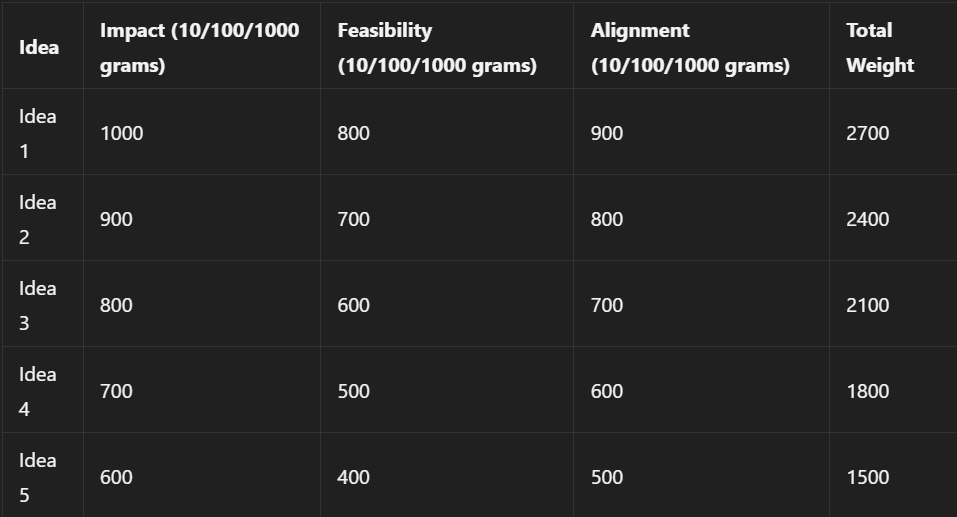 Idea
Impact (10/100/1000
grams)
Feasibility
(10/100/1000 grams)
Alignment
(10/100/1000 grams)
Total
Weight
Idea
1
1000
800
900
2700
Idea
2
900
700
800
2400
Idea
3
800
600
700
2100
Idea
4
700
500
600
1800
Idea
5
600
400
500
1500